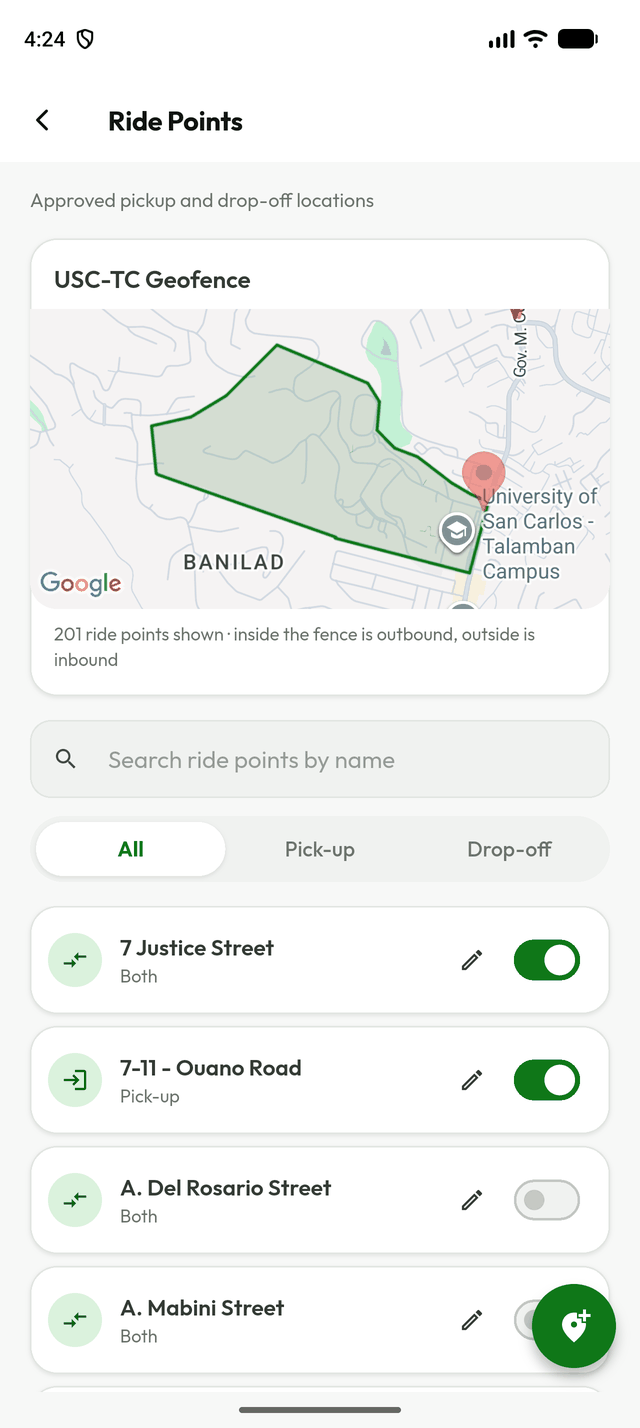 4:24
Ride Points
Approved pickup and drop-off locations
USC-TC Geofence
Gov. M. C
University of
San Carlos -
Talamban
Campus
BANILAD
Google
201 ride points shown · inside the fence is outbound, outside is
inbound
Search ride points by name
All
Pick-up
Drop-off
7 Justice Street
Both
7-11 - Ouano Road
Pick-up
A. Del Rosario Street
Both
A. Mabini Street
Both